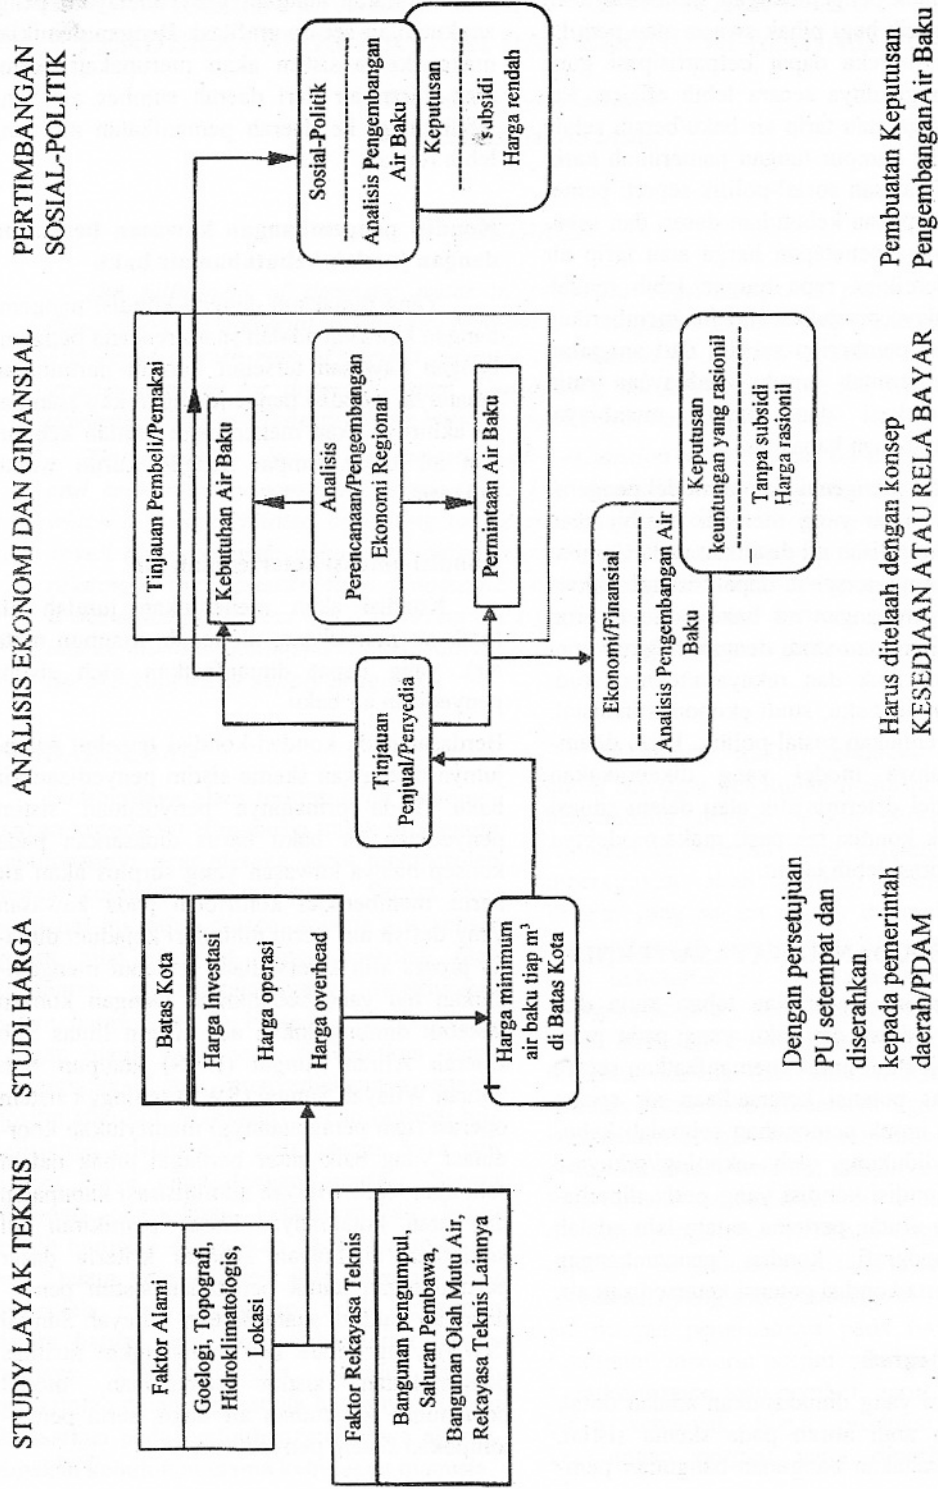 STUDY LAYAK TEKNIS
STUDI HARGA
ANALISIS EKONOMI DAN GINANSIAL
PERTIMBANGAN
SOSIAL-POLITIK
Faktor Alami
Goelogi, Topografi,
Hidroklimatologis,
Lokasi
Faktor Rekayasa Teknis
Bangunan pengumpul,
Saluran Pembawa,
Bangunan Olah Mutu Air,
Rekayasa Teknis Lainnya
Batas Kota
Harga Investasi
Harga operasi
Harga overhead
Harga minimum
air baku tiap m³
di Batas Kota
Tinjauan
Penjual/Penyedia
Tinjauan Pembeli/Pemakai
Kebutuhan Air Baku
Analisis
Perencanaan/Pengembangan
Ekonomi Regional
Permintaan Air Baku
Ekonomi/Finansial
Analisis Pengembangan Air
Baku
Keputusan
keuntungan yang rasionil
Tanpa subsidi
Harga rasionil
Sosial-Politik
Analisis Pengembangan
Air Baku
Keputusan
Subsidi
Harga rendah
Dengan persetujuan
PU setempat dan
diserahkan
kepada pemerintah
daerah/PDAM
Harus ditelaah dengan konsep
KESEDIAAN ATAU RELA BAYAR
Pembuatan Keputusan
Pengembangan Air Baku